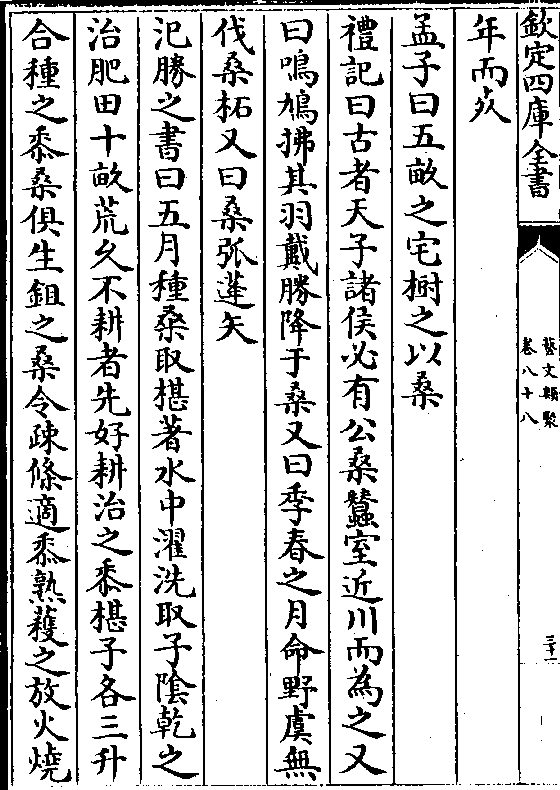 欽定四庫全書
藝文類聚
卷八十八
三十一
年而火
孟子曰五畝之宅樹之以桑
禮記曰古者天子諸侯必有公桑蠶室近川而為之又
曰鳴鳩拂其羽戴勝降于桑又曰季春之月命野虞無
伐桑柘又曰桑弧蓬矢
氾勝之書曰五月種桑取椹著水中濯洗取子陰乾之
治肥田十畝荒久不耕者先好耕治之黍椹子各三升
合種之黍桑俱生鉏之桑令疎條適黍熟穫之放火燒